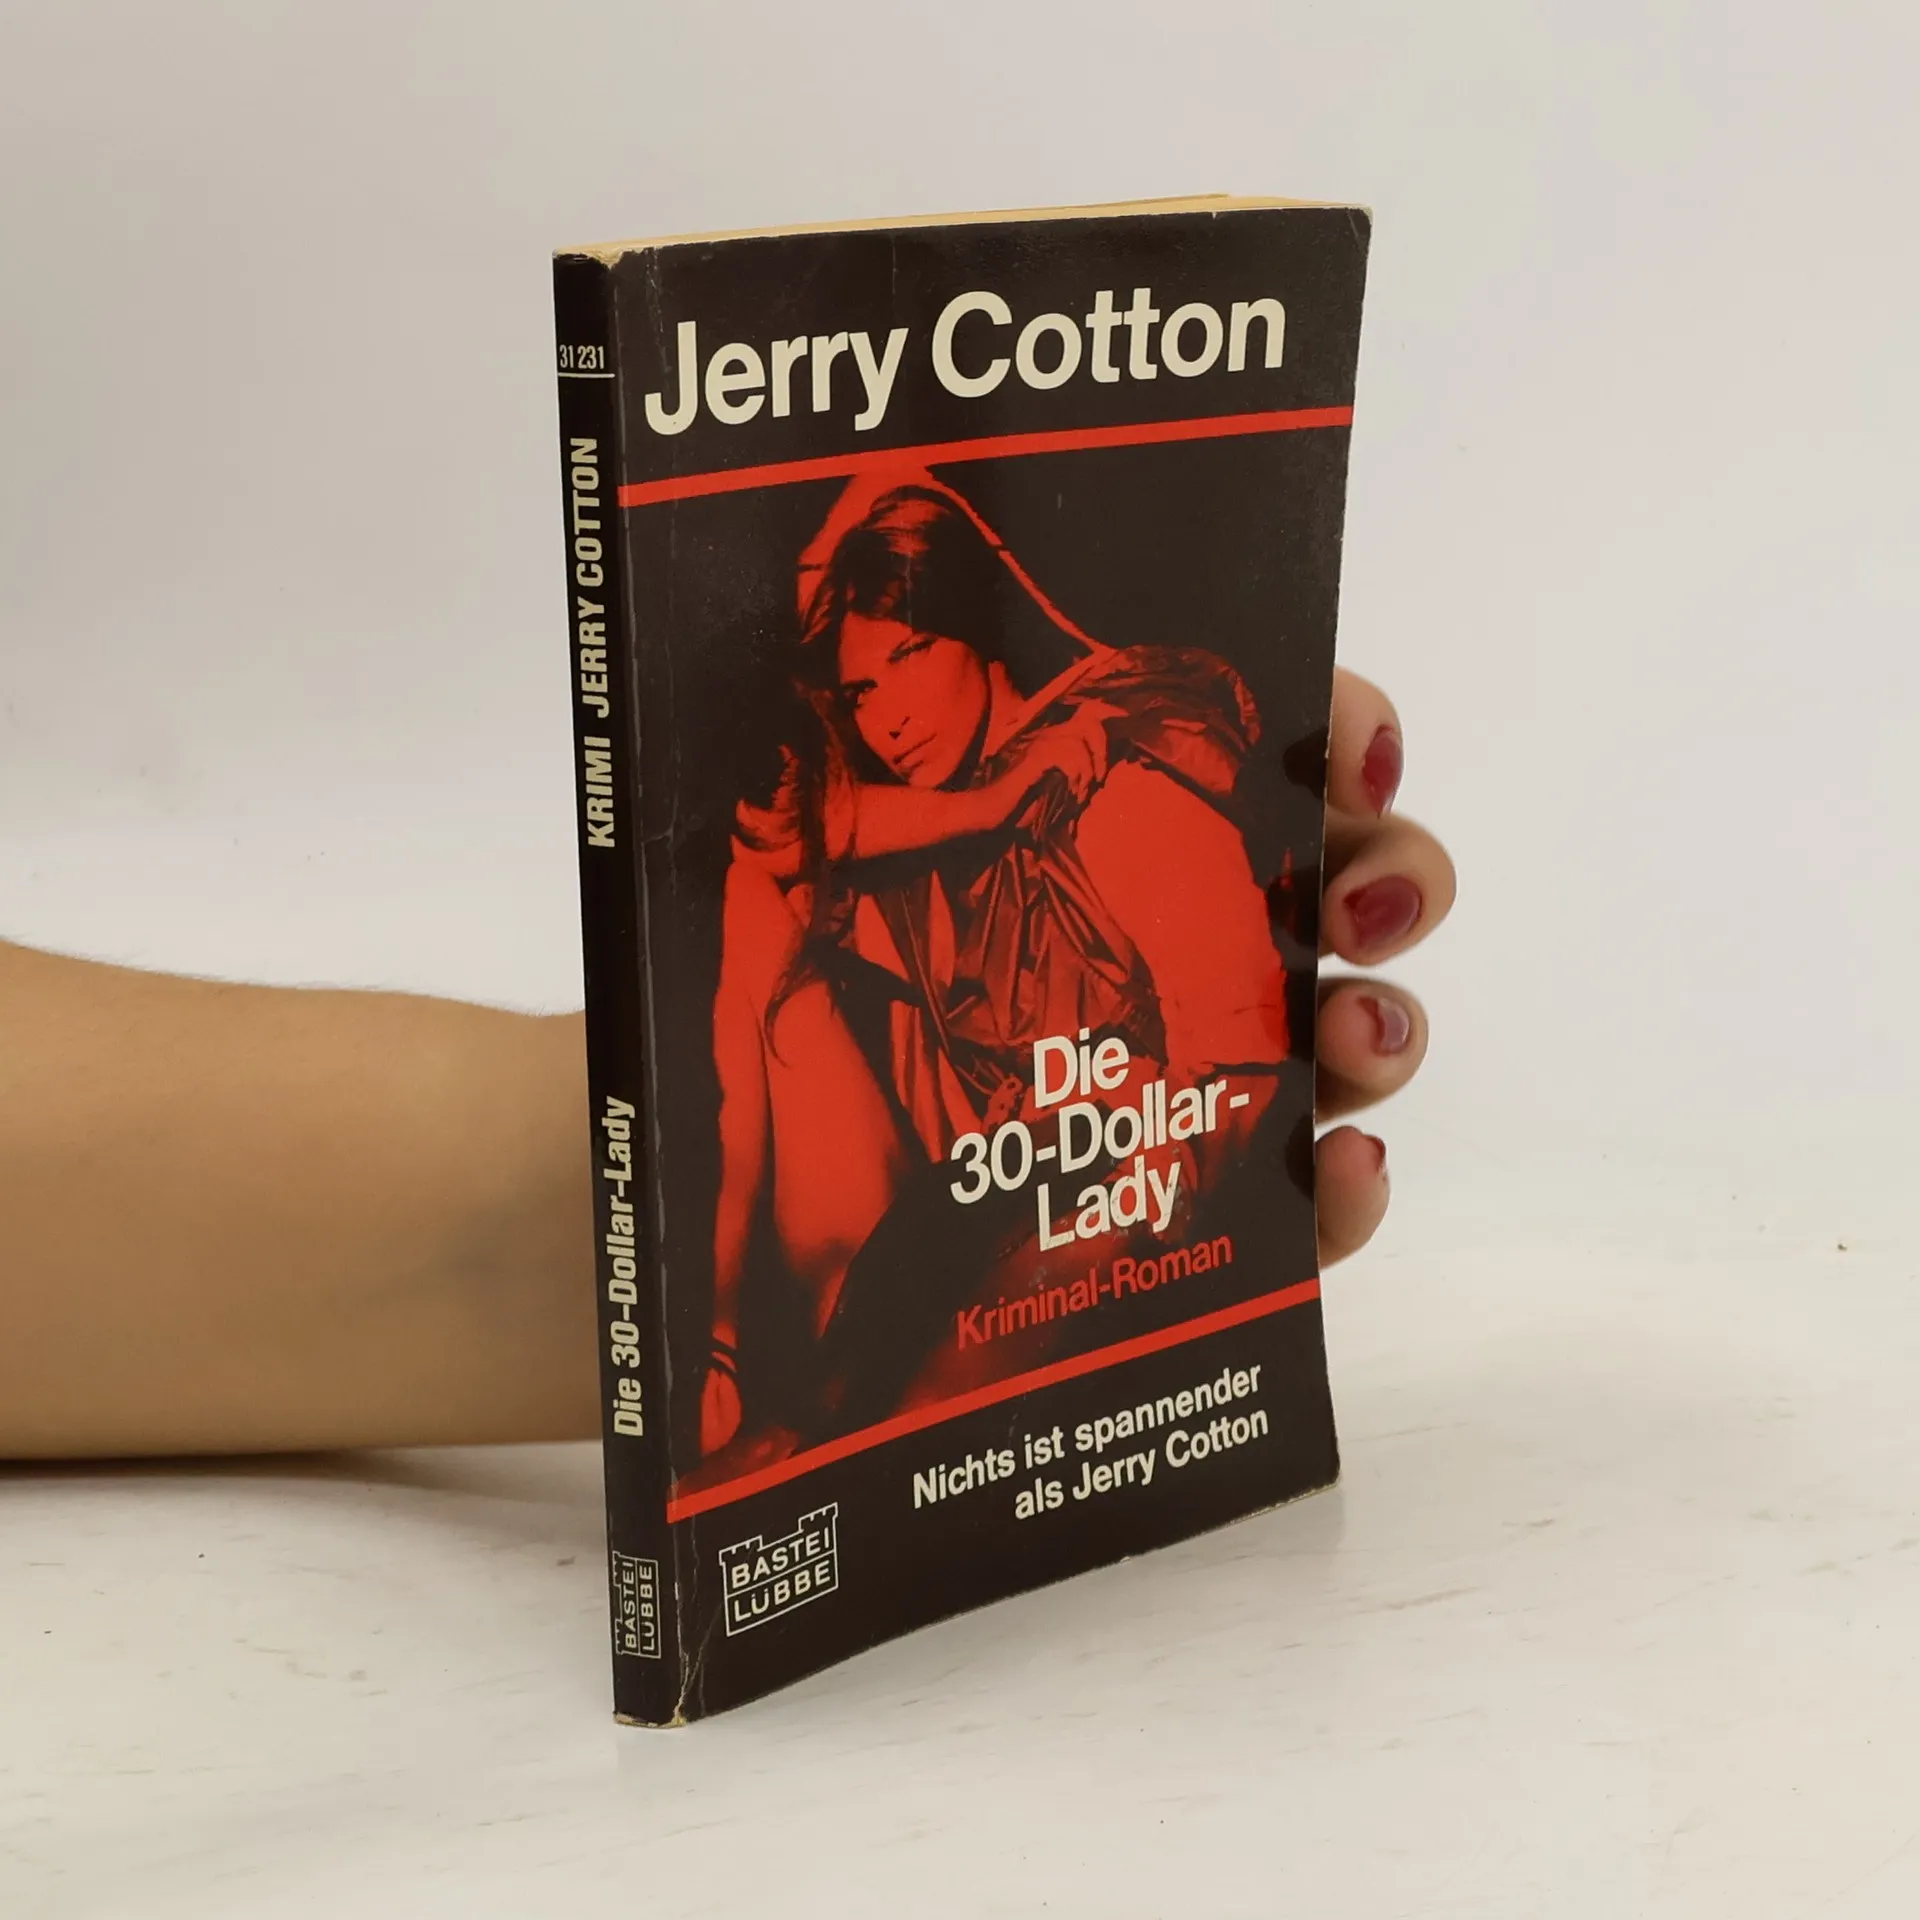 Jerry Cotton
Die
30-Dollar-
Lady
Kriminal-Roman
Nichts ist spannender
als Jerry Cotton
BASTEI
LÜBBE
31 231
KRIMI JERRY COTTON
Die 30-Dollar-Lady
BASTEI
LÜBBE